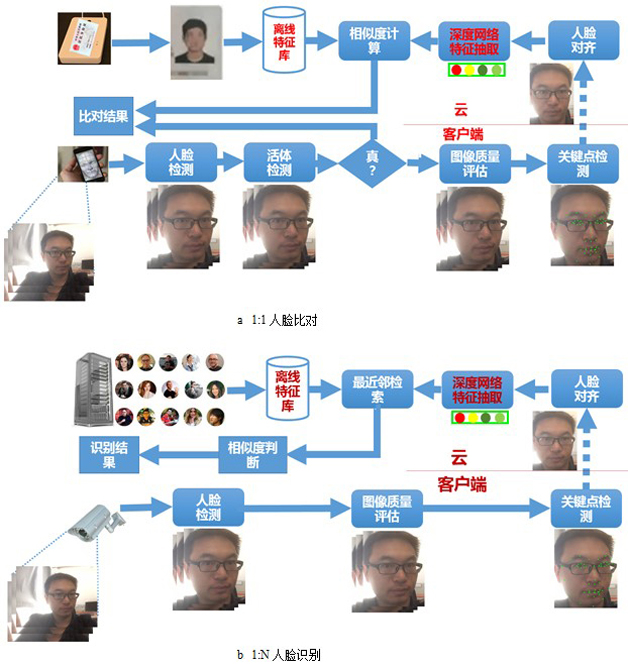 离线
特征
库
相似度计
算
深度网络
特征抽取
人脸
对齐
比对结果
云
客户端
人脸
检测
活体
检测
真
?
图像质量
评估
关键点检
测
a 1:1人脸比对
离线
特征
库
最近邻检
索
深度网络
特征抽取
人脸
对齐
识别结
果
相似度判
断
云
客户端
人脸
检测
图像质量
评估
关键点检
测
b 1:N人脸识别